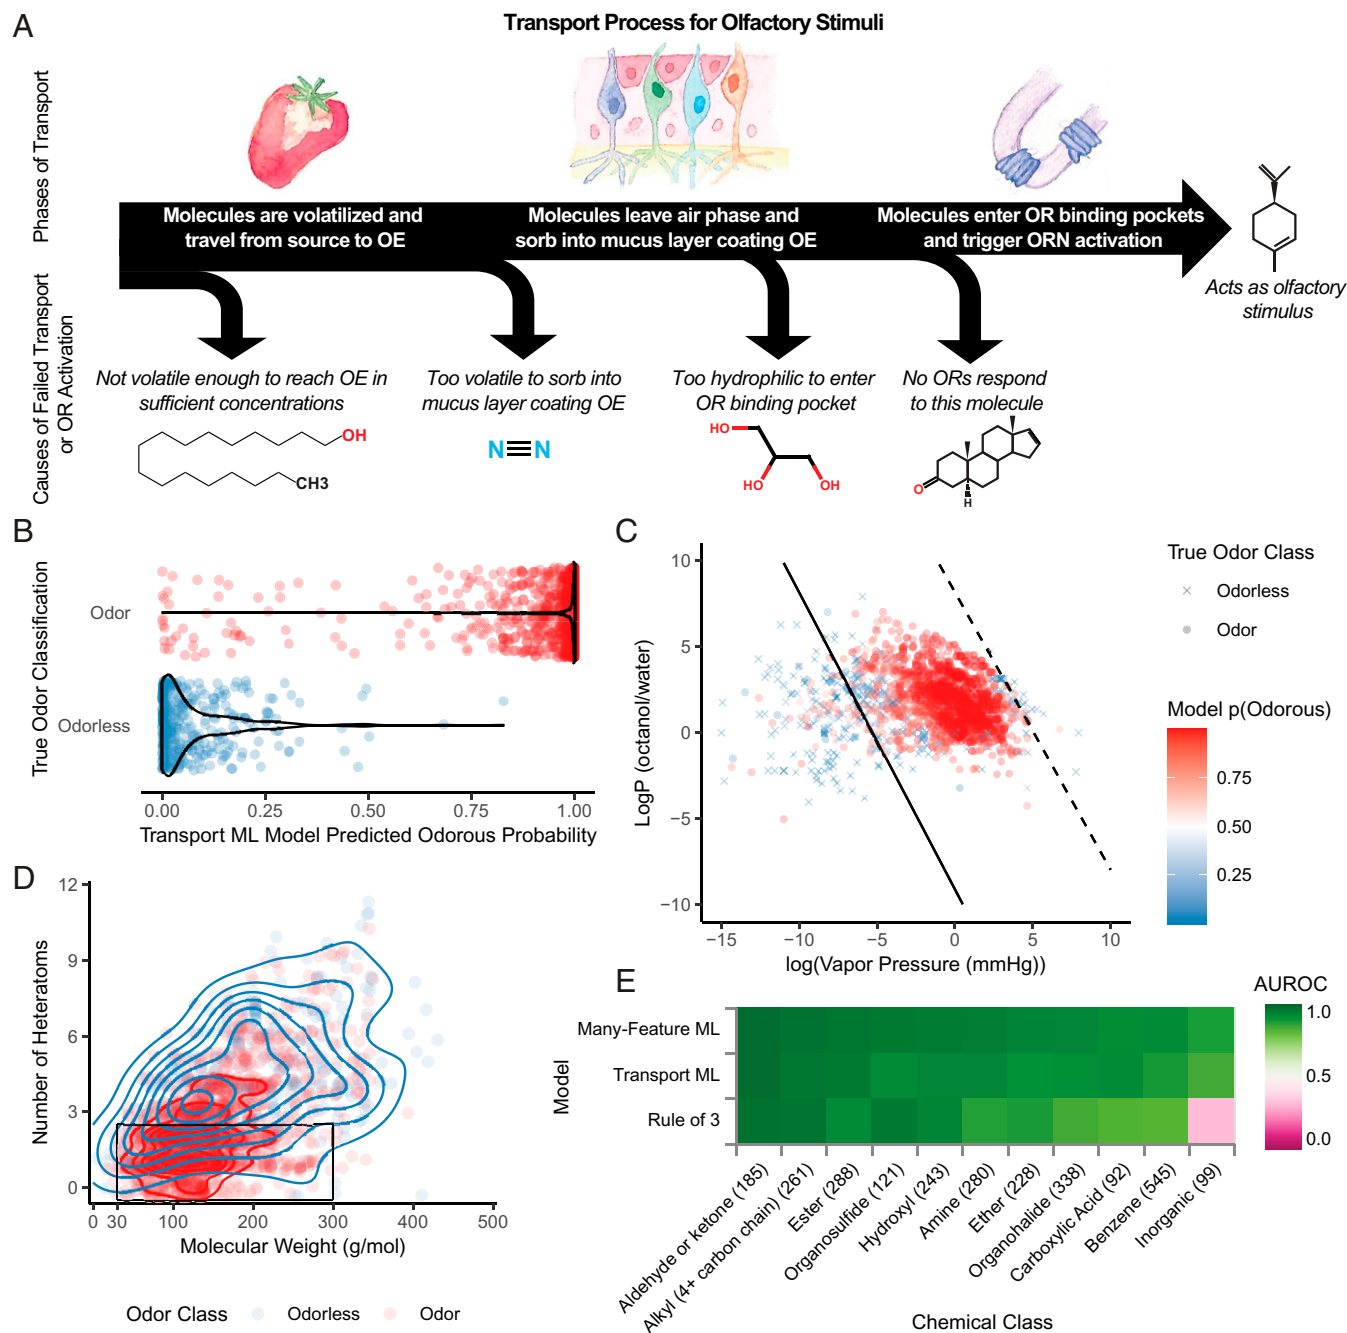 A
Transport Process for Olfactory Stimuli
Phases of Transport
Molecules are volatilized and
travel from source to OE
Molecules leave air phase and
sorb into mucus layer coating OE
Molecules enter OR binding pockets
and trigger ORN activation
Acts as olfactory
stimulus
Causes of Failed Transport
or OR Activation
Not volatile enough to reach OE in
sufficient concentrations
OH
CH3
Too volatile to sorb into
mucus layer coating OE
N N
Too hydrophilic to enter
OR binding pocket
HO
HO
OH
No ORs respond
to this molecule
O
H
B
True Odor Classification
Odor
Odorless
0.00 0.25 0.50 0.75 1.00
Transport ML Model Predicted Odorous Probability
C
LogP (octanol/water)
10
5
0
−5
−10
−15 −10 −5 0 5 10
log(Vapor Pressure (mmHg))
True Odor Class
Odorless
Odor
Model p(Odorous)
0.75
0.50
0.25
D
Number of Heteratoms
12
9
6
3
0
0 30 100 200 300 400 500
Molecular Weight (g/mol)
Odor Class Odorless Odor
E
Model
Many-Feature ML
Transport ML
Rule of 3
Aldehyde or ketone (185)
Alkyl (4+ carbon chain) (261)
Ester (288)
Organosulfide (121)
Hydroxyl (243)
Amine (280)
Ether (228)
Organohalide (338)
Carboxylic Acid (92)
Benzene (545)
Inorganic (99)
Chemical Class
AUROC
1.0
0.5
0.0